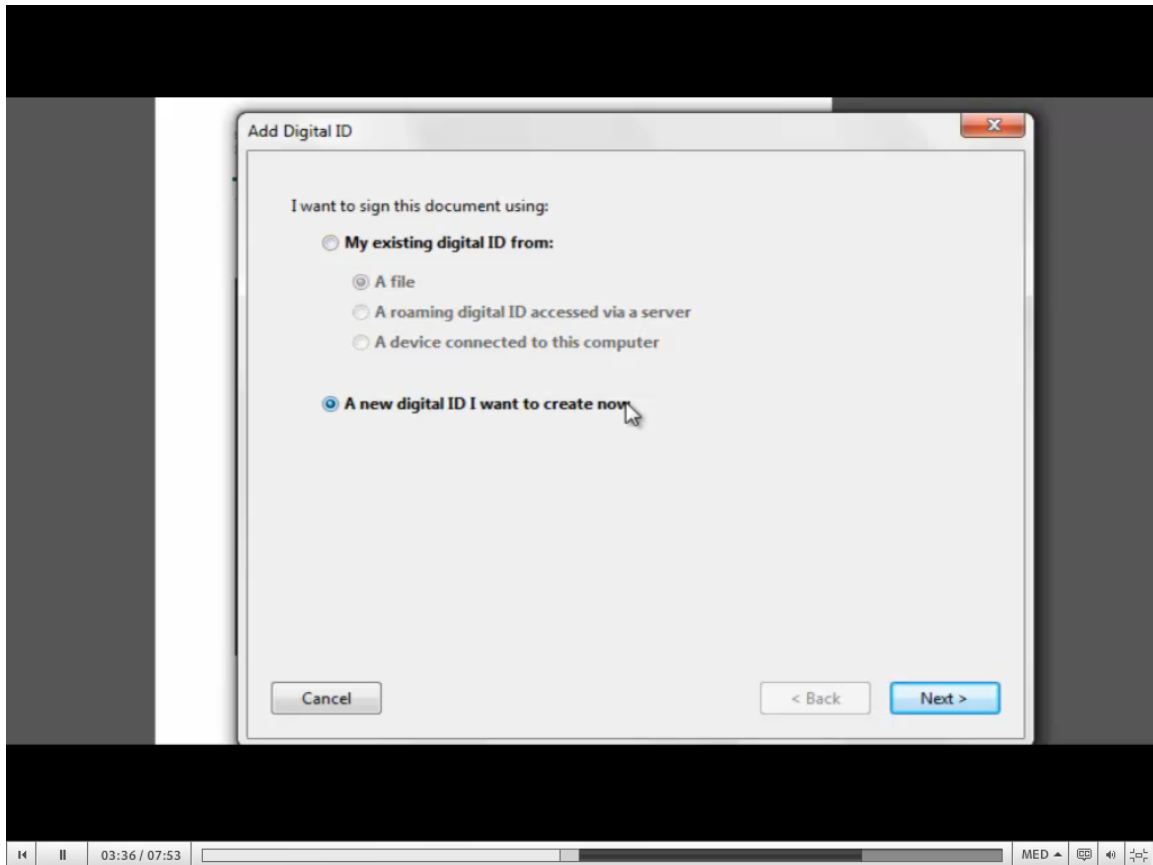 Add Digital ID
I want to sign this document using:
My existing digital ID from:
A file
A roaming digital ID accessed via a server
A device connected to this computer
A new digital ID I want to create now
Cancel
< Back
Next >
03:36 / 07:53
MED
CC